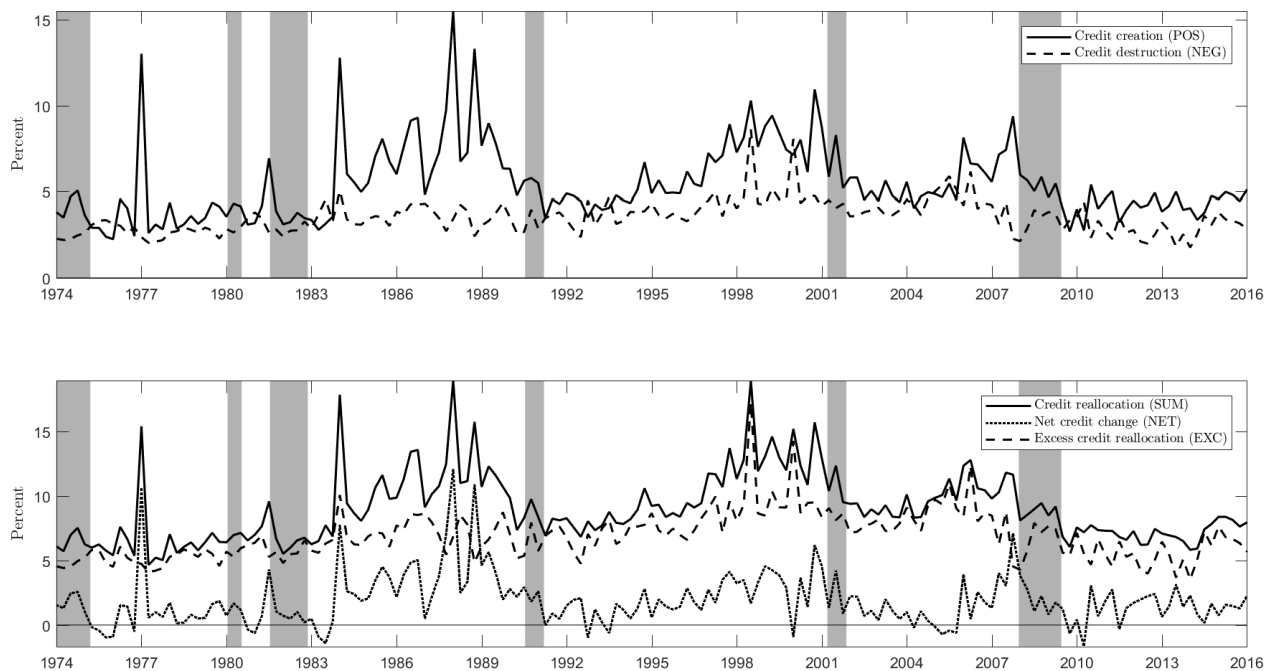 15
10
5
0
Percent
Credit creation (POS)
Credit destruction (NEG)
1974 1977 1980 1983 1986 1989 1992 1995 1998 2001 2004 2007 2010 2013 2016
15
10
5
0
Percent
Credit reallocation (SUM)
Net credit change (NET)
Excess credit reallocation (EXC)
1974 1977 1980 1983 1986 1989 1992 1995 1998 2001 2004 2007 2010 2013 2016